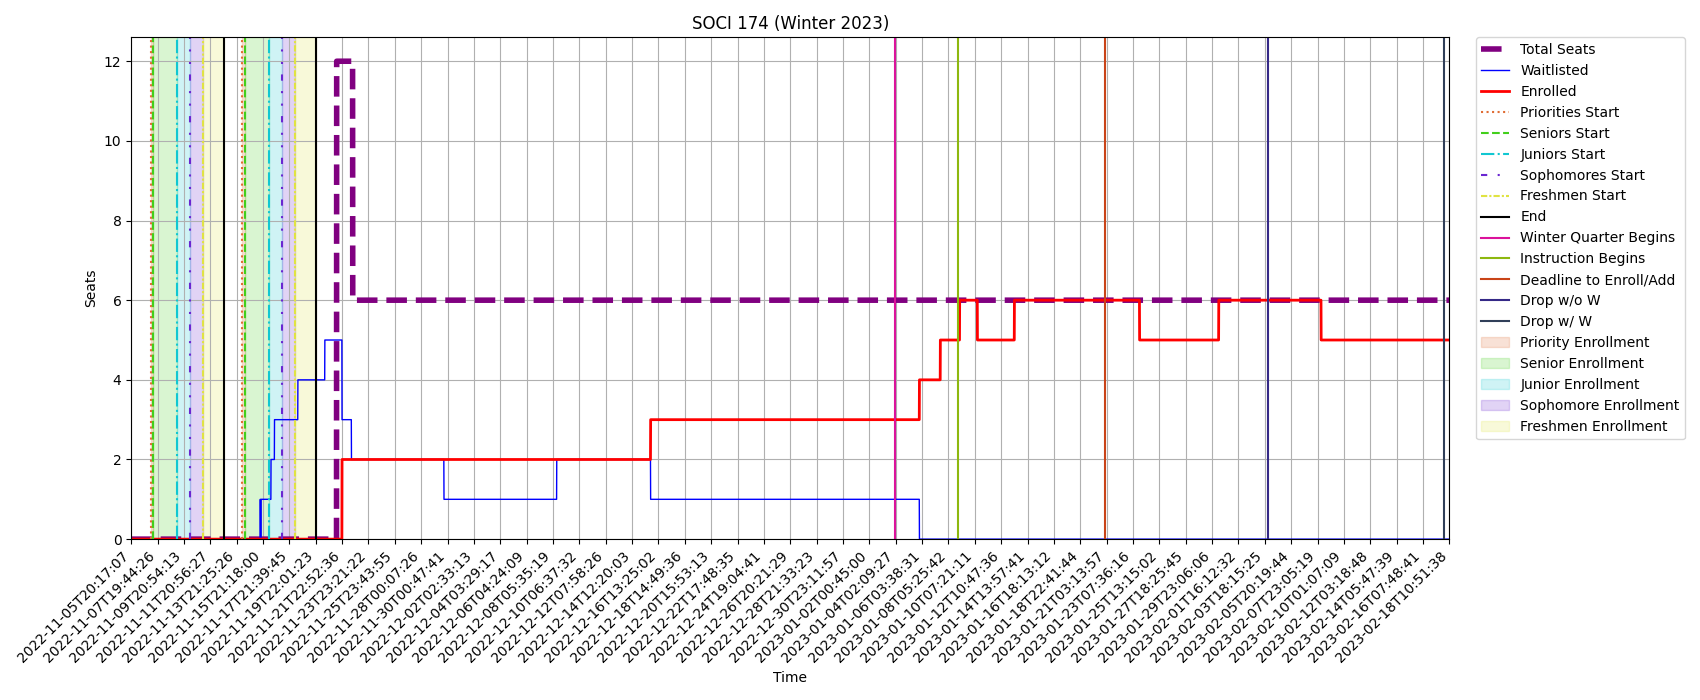 SOCI 174 (Winter 2023)
Seats
12
10
8
6
4
2
0
2022-11-05T20:17:07
2022-11-07T19:44:26
2022-11-09T20:54:13
2022-11-11T20:56:27
2022-11-13T21:25:26
2022-11-15T21:18:00
2022-11-17T21:39:45
2022-11-19T22:01:23
2022-11-21T22:52:36
2022-11-23T23:21:22
2022-11-25T23:43:55
2022-11-28T00:07:26
2022-11-30T00:47:41
2022-12-02T02:33:13
2022-12-04T03:29:17
2022-12-06T04:24:09
2022-12-08T05:35:19
2022-12-10T06:37:32
2022-12-12T07:58:26
2022-12-14T12:20:03
2022-12-16T13:25:02
2022-12-18T14:49:36
2022-12-20T15:53:13
2022-12-22T17:48:35
2022-12-24T19:04:41
2022-12-26T20:21:29
2022-12-28T21:33:23
2022-12-30T23:11:57
2023-01-02T00:45:00
2023-01-04T02:09:27
2023-01-06T03:38:31
2023-01-08T05:25:42
2023-01-10T07:21:11
2023-01-12T10:47:36
2023-01-14T13:57:41
2023-01-16T18:13:12
2023-01-18T22:41:44
2023-01-21T03:13:57
2023-01-23T07:36:16
2023-01-25T13:15:02
2023-01-27T18:25:45
2023-01-29T23:06:06
2023-02-01T16:12:32
2023-02-03T18:15:25
2023-02-05T20:19:44
2023-02-07T23:05:19
2023-02-10T01:07:09
2023-02-12T03:18:48
2023-02-14T05:47:39
2023-02-16T07:48:41
2023-02-18T10:51:38
Time
Total Seats
Waitlisted
Enrolled
Priorities Start
Seniors Start
Juniors Start
Sophomores Start
Freshmen Start
End
Winter Quarter Begins
Instruction Begins
Deadline to Enroll/Add
Drop w/o W
Drop w/ W
Priority Enrollment
Senior Enrollment
Junior Enrollment
Sophomore Enrollment
Freshmen Enrollment